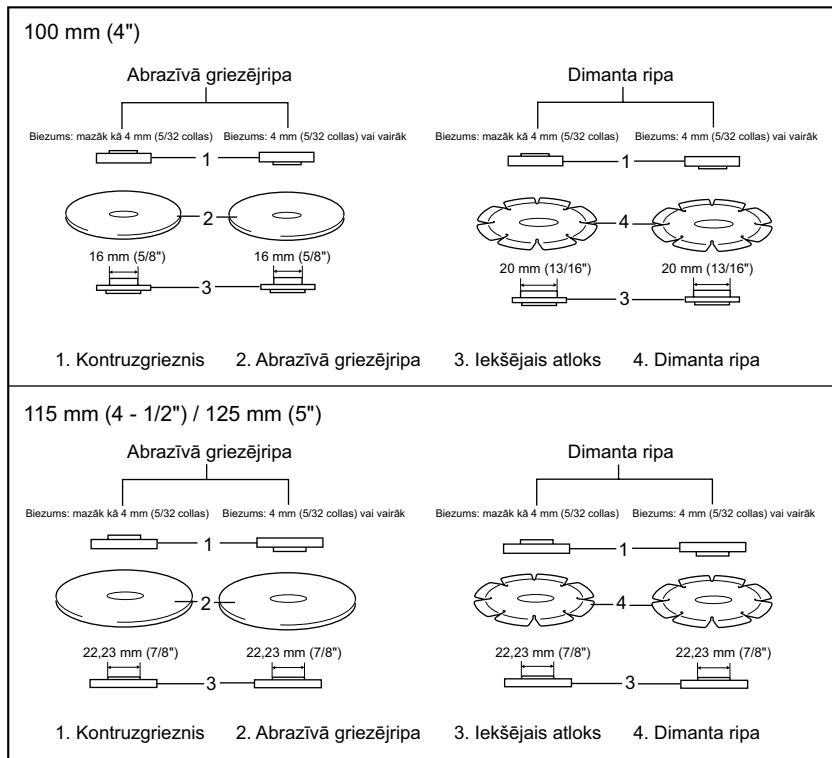 100 mm (4")
Abrazīvā griezējripa Dimanta ripa
Biezums: mazāk kā 4 mm (5/32 collas) Biezums: 4 mm (5/32 collas) vai vairāk Biezums: mazāk kā 4 mm (5/32 collas) Biezums: 4 mm (5/32 collas) vai vairāk
1 1
2 4
16 mm (5/8") 16 mm (5/8") 20 mm (13/16") 20 mm (13/16")
3 3
1. Kontruzgrieznis 2. Abrazīvā griezējripa 3. Iekšējais atloks 4. Dimanta ripa
115 mm (4 - 1/2") / 125 mm (5")
Abrazīvā griezējripa Dimanta ripa
Biezums: mazāk kā 4 mm (5/32 collas) Biezums: 4 mm (5/32 collas) vai vairāk Biezums: mazāk kā 4 mm (5/32 collas) Biezums: 4 mm (5/32 collas) vai vairāk
1 1
2 4
22,23 mm (7/8") 22,23 mm (7/8") 22,23 mm (7/8") 22,23 mm (7/8")
3 3
1. Kontruzgrieznis 2. Abrazīvā griezējripa 3. Iekšējais atloks 4. Dimanta ripa